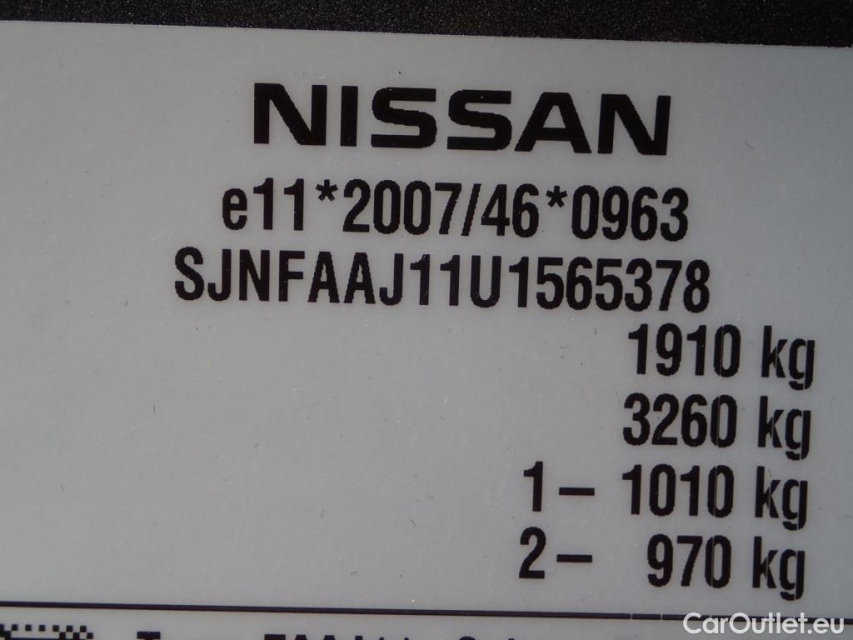 NISSAN
e11*2007/46*0963
SJNFAAJ11U1565378
1910 kg
3260 kg
1– 1010 kg
2– 970 kg
CarOutlet.eu